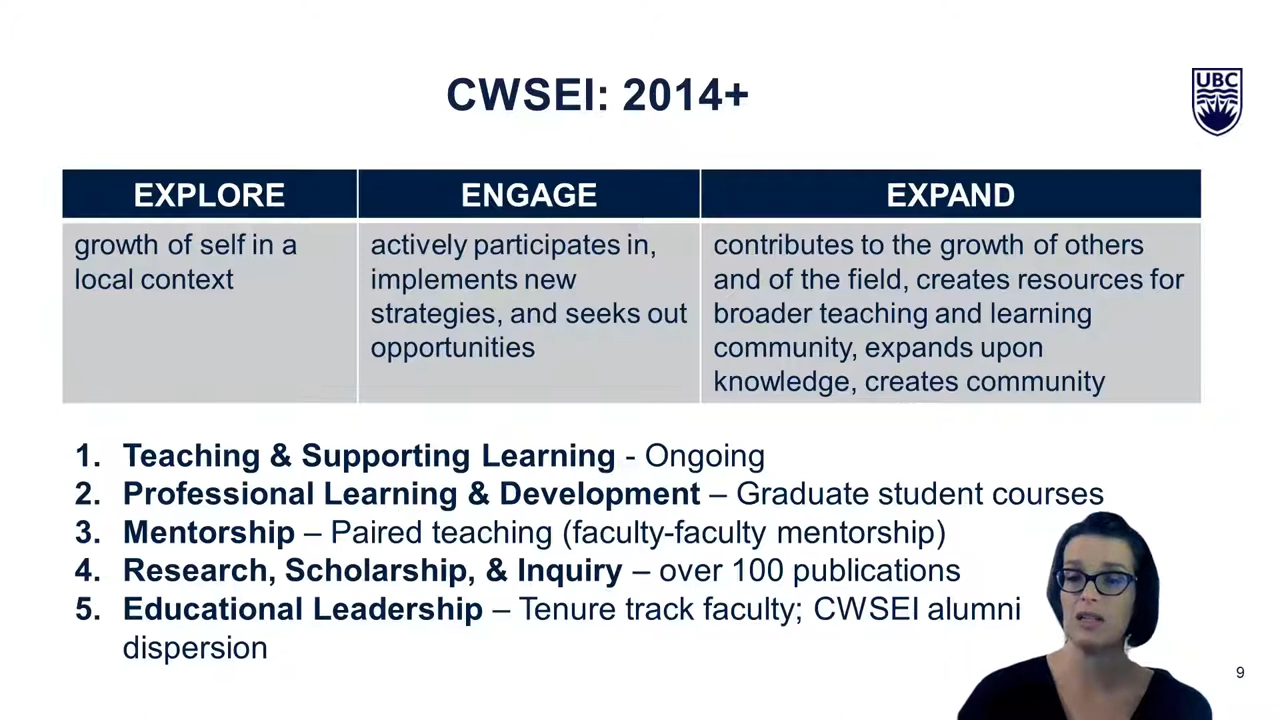 CWSEI: 2014+
UBC
EXPLORE
ENGAGE
EXPAND
growth of self in a
local context
actively participates in,
implements new
strategies, and seeks out
opportunities
contributes to the growth of others
and of the field, creates resources for
broader teaching and learning
community, expands upon
knowledge, creates community
1. Teaching & Supporting Learning - Ongoing
2. Professional Learning & Development – Graduate student courses
3. Mentorship – Paired teaching (faculty-faculty mentorship)
4. Research, Scholarship, & Inquiry – over 100 publications
5. Educational Leadership – Tenure track faculty; CWSEI alumni
dispersion
9